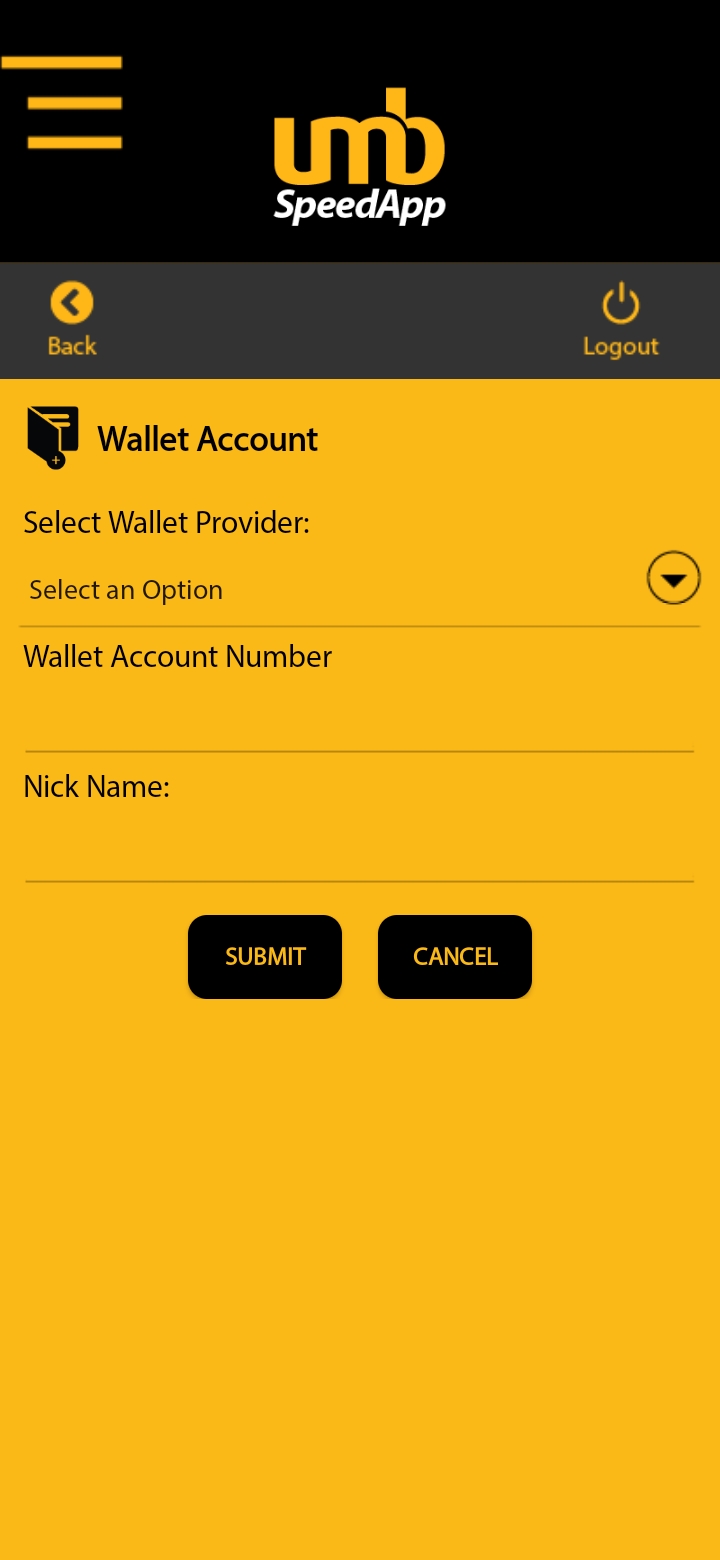 umb
SpeedApp
Back
Logout
Wallet Account
Select Wallet Provider:
Select an Option
Wallet Account Number
Nick Name:
SUBMIT
CANCEL